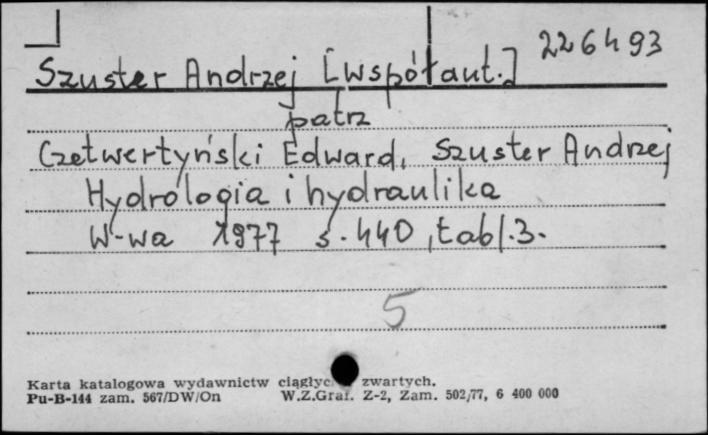 226493
Szuster Andrzej [współaut.]
patrz
Czetwertyński Edward, Szuster Andrzej
Hydrologia i hydraulika
W-wa 1977 s. 440, tabl. 3.
5
Karta katalogowa wydawnictw ciągłyc zwartych.
Pu-B-144 zam. 567/DW/On W.Z.Graf. Z-2, Zam. 502/77, 6 400 000